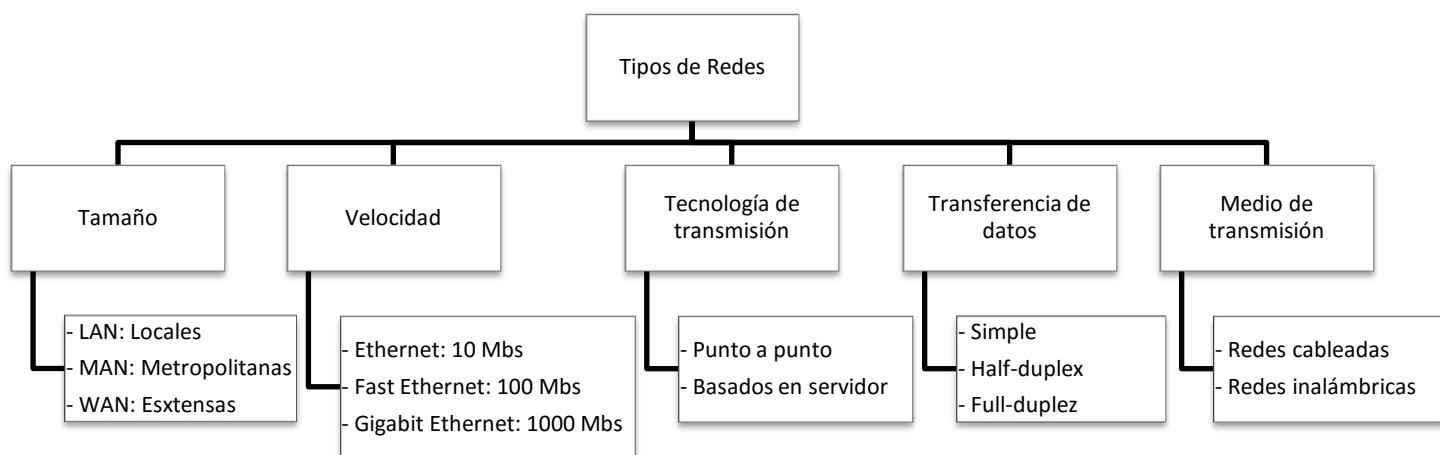 Tipos de Redes
Tamaño
Velocidad
Tecnología de
transmisión
Transferencia de
datos
Medio de
transmisión
- LAN: Locales
- MAN: Metropolitanas
- WAN: Esxtensas
- Ethernet: 10 Mbs
- Fast Ethernet: 100 Mbs
- Gigabit Ethernet: 1000 Mbs
- Punto a punto
- Basados en servidor
- Simple
- Half-duplex
- Full-duplez
- Redes cableadas
- Redes inalámbricas